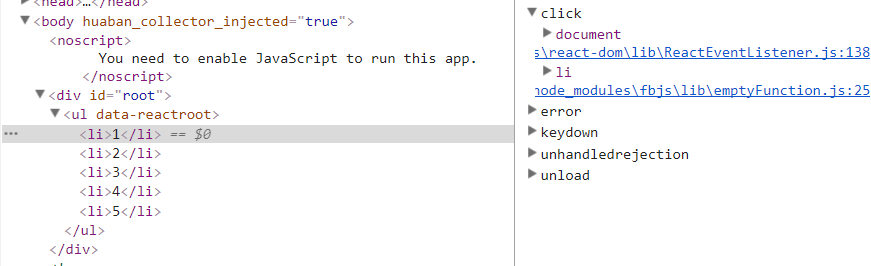 <head>…</head>
▼<body huaban_collector_injected="true">
▼<noscript>
You need to enable JavaScript to run this app.
</noscript>
▼<div id="root">
▼<ul data-reactroot>
… <li>1</li> == $0
<li>2</li>
<li>3</li>
<li>4</li>
<li>5</li>
</ul>
</div>
▼click
▶document
s\react-dom\lib\ReactEventListener.js:138
▶li
node_modules\fbjs\lib\emptyFunction.js:25
▶error
▶keydown
▶unhandledrejection
▶unload